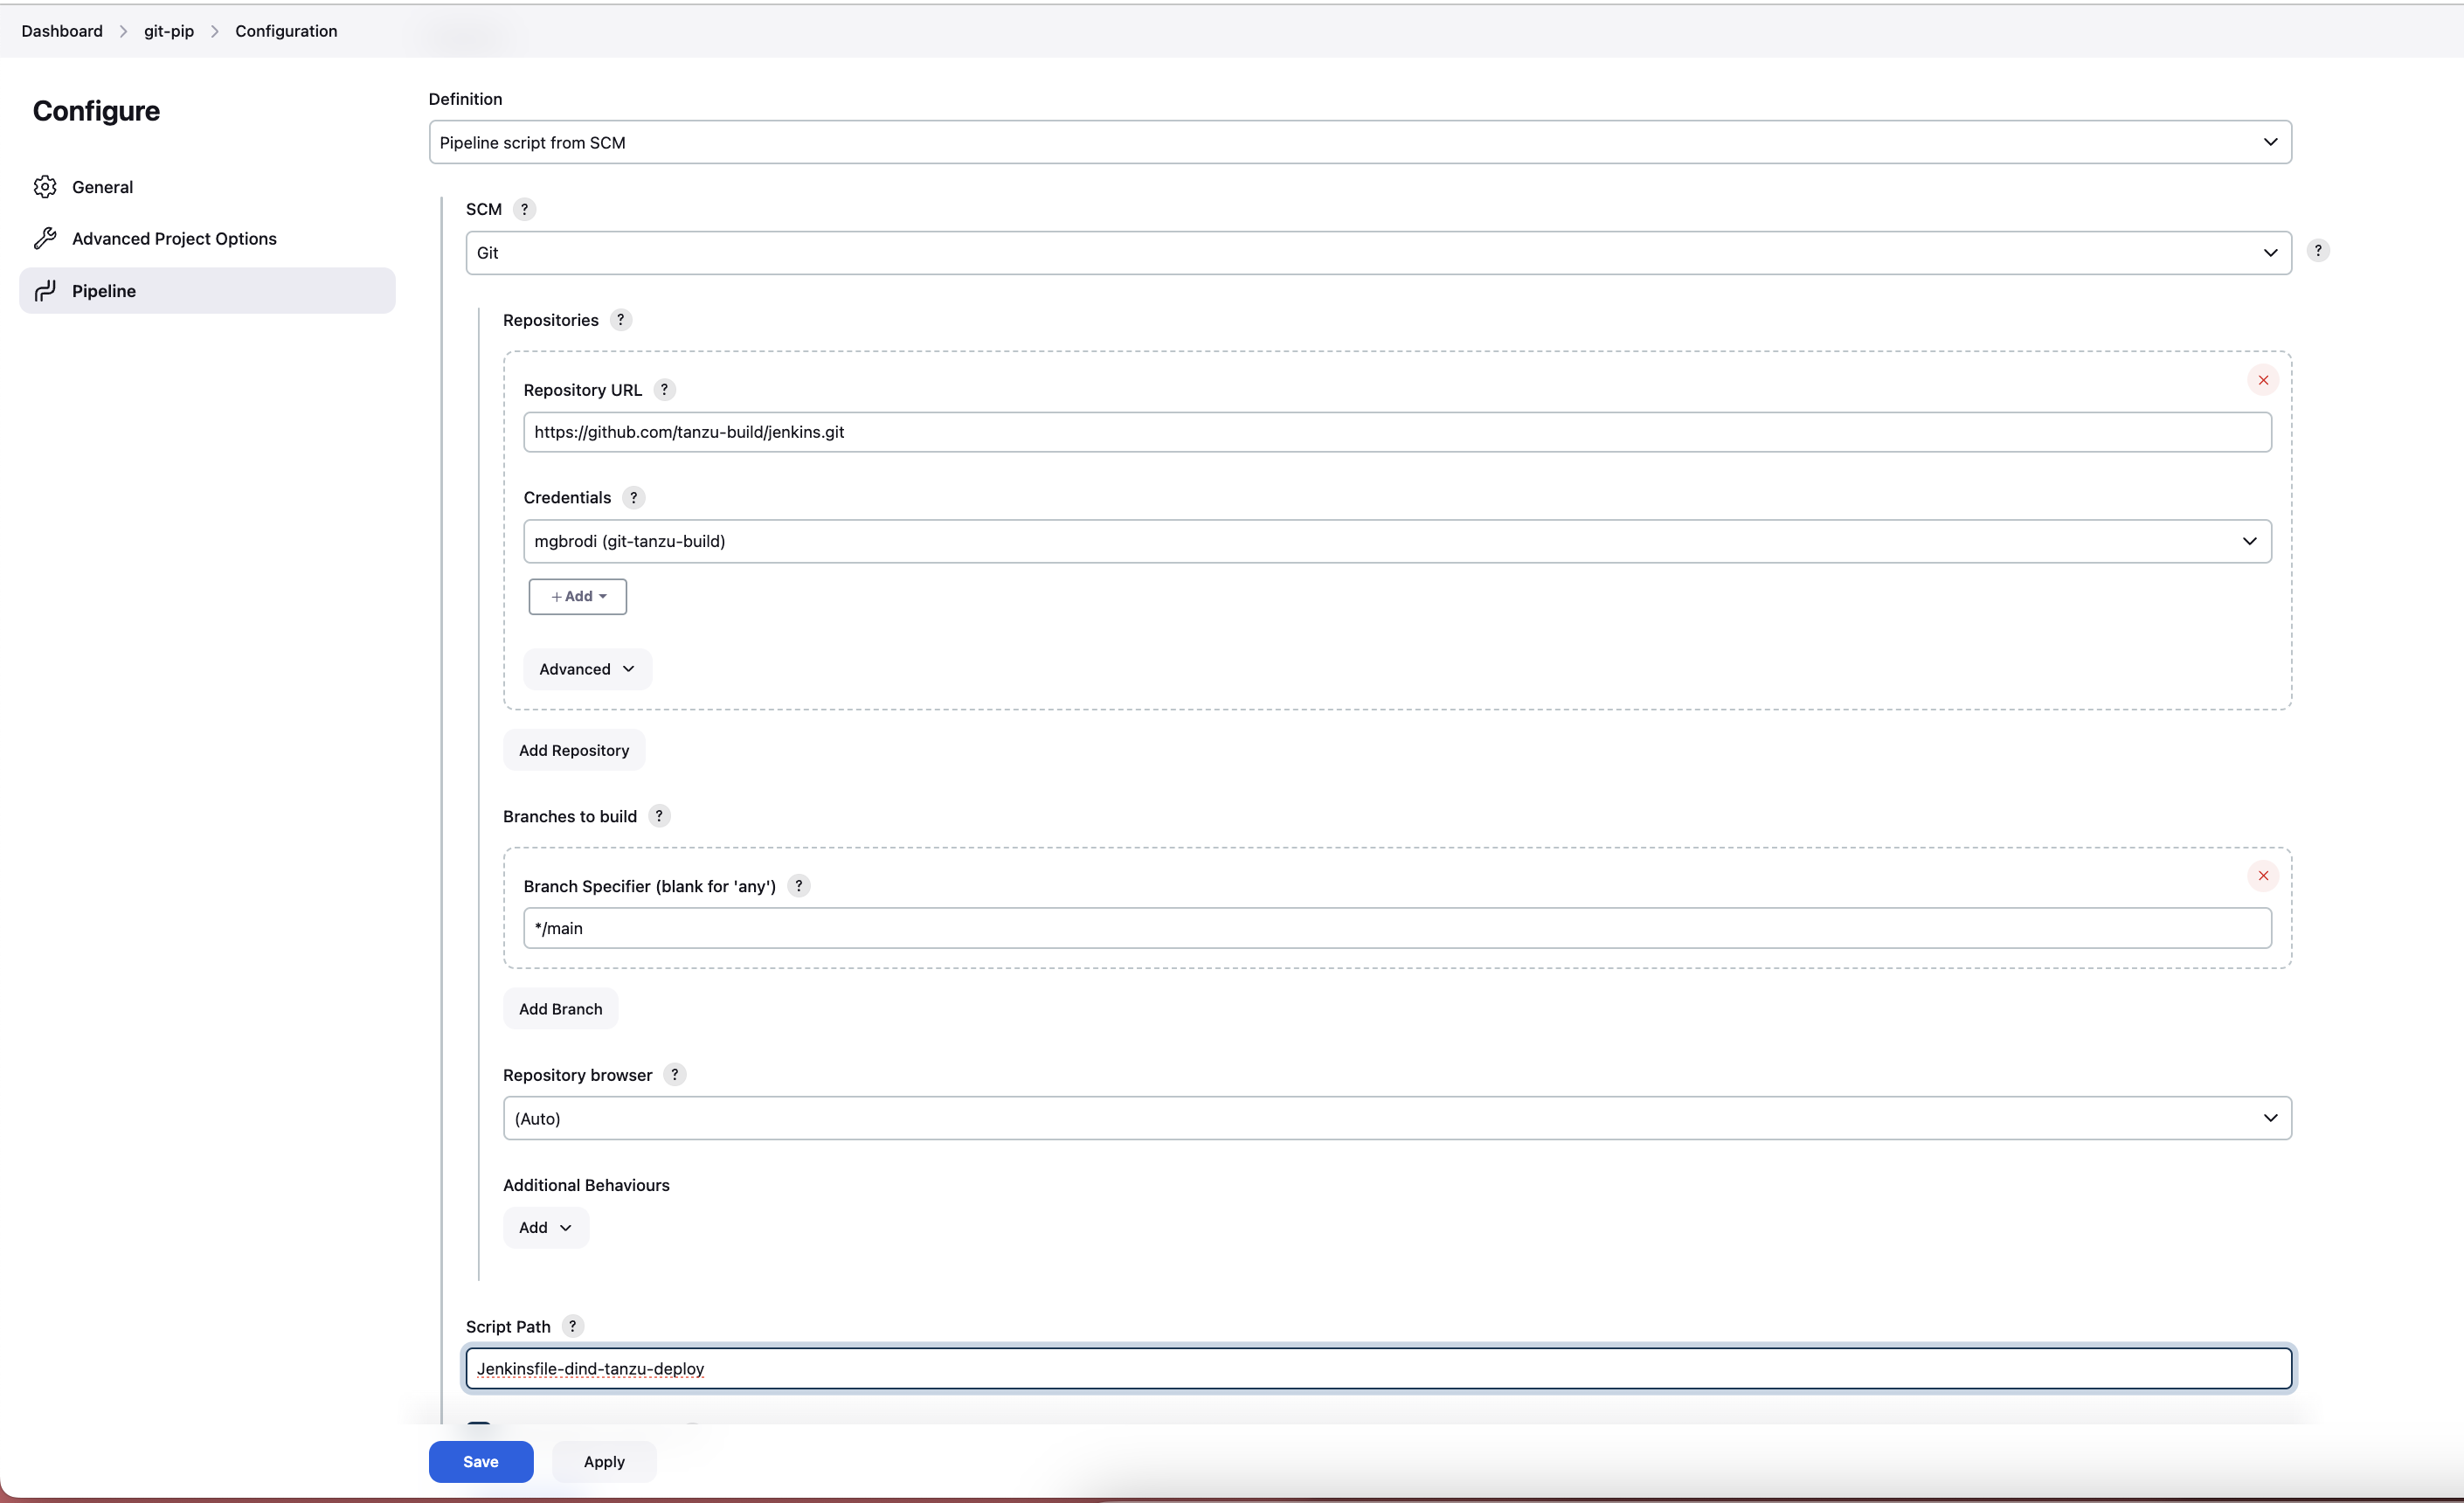 Dashboard > git-pip > Configuration
Configure
General
Advanced Project Options
Pipeline
Definition
Pipeline script from SCM
SCM ?
Git
?
Repositories ?
Repository URL ?
https://github.com/tanzu-build/jenkins.git
Credentials ?
mgbrodi (git-tanzu-build)
+ Add
Advanced
Add Repository
Branches to build ?
Branch Specifier (blank for 'any') ?
*/main
Add Branch
Repository browser ?
(Auto)
Additional Behaviours
Add
Script Path ?
Jenkinsfile-dind-tanzu-deploy
Save
Apply